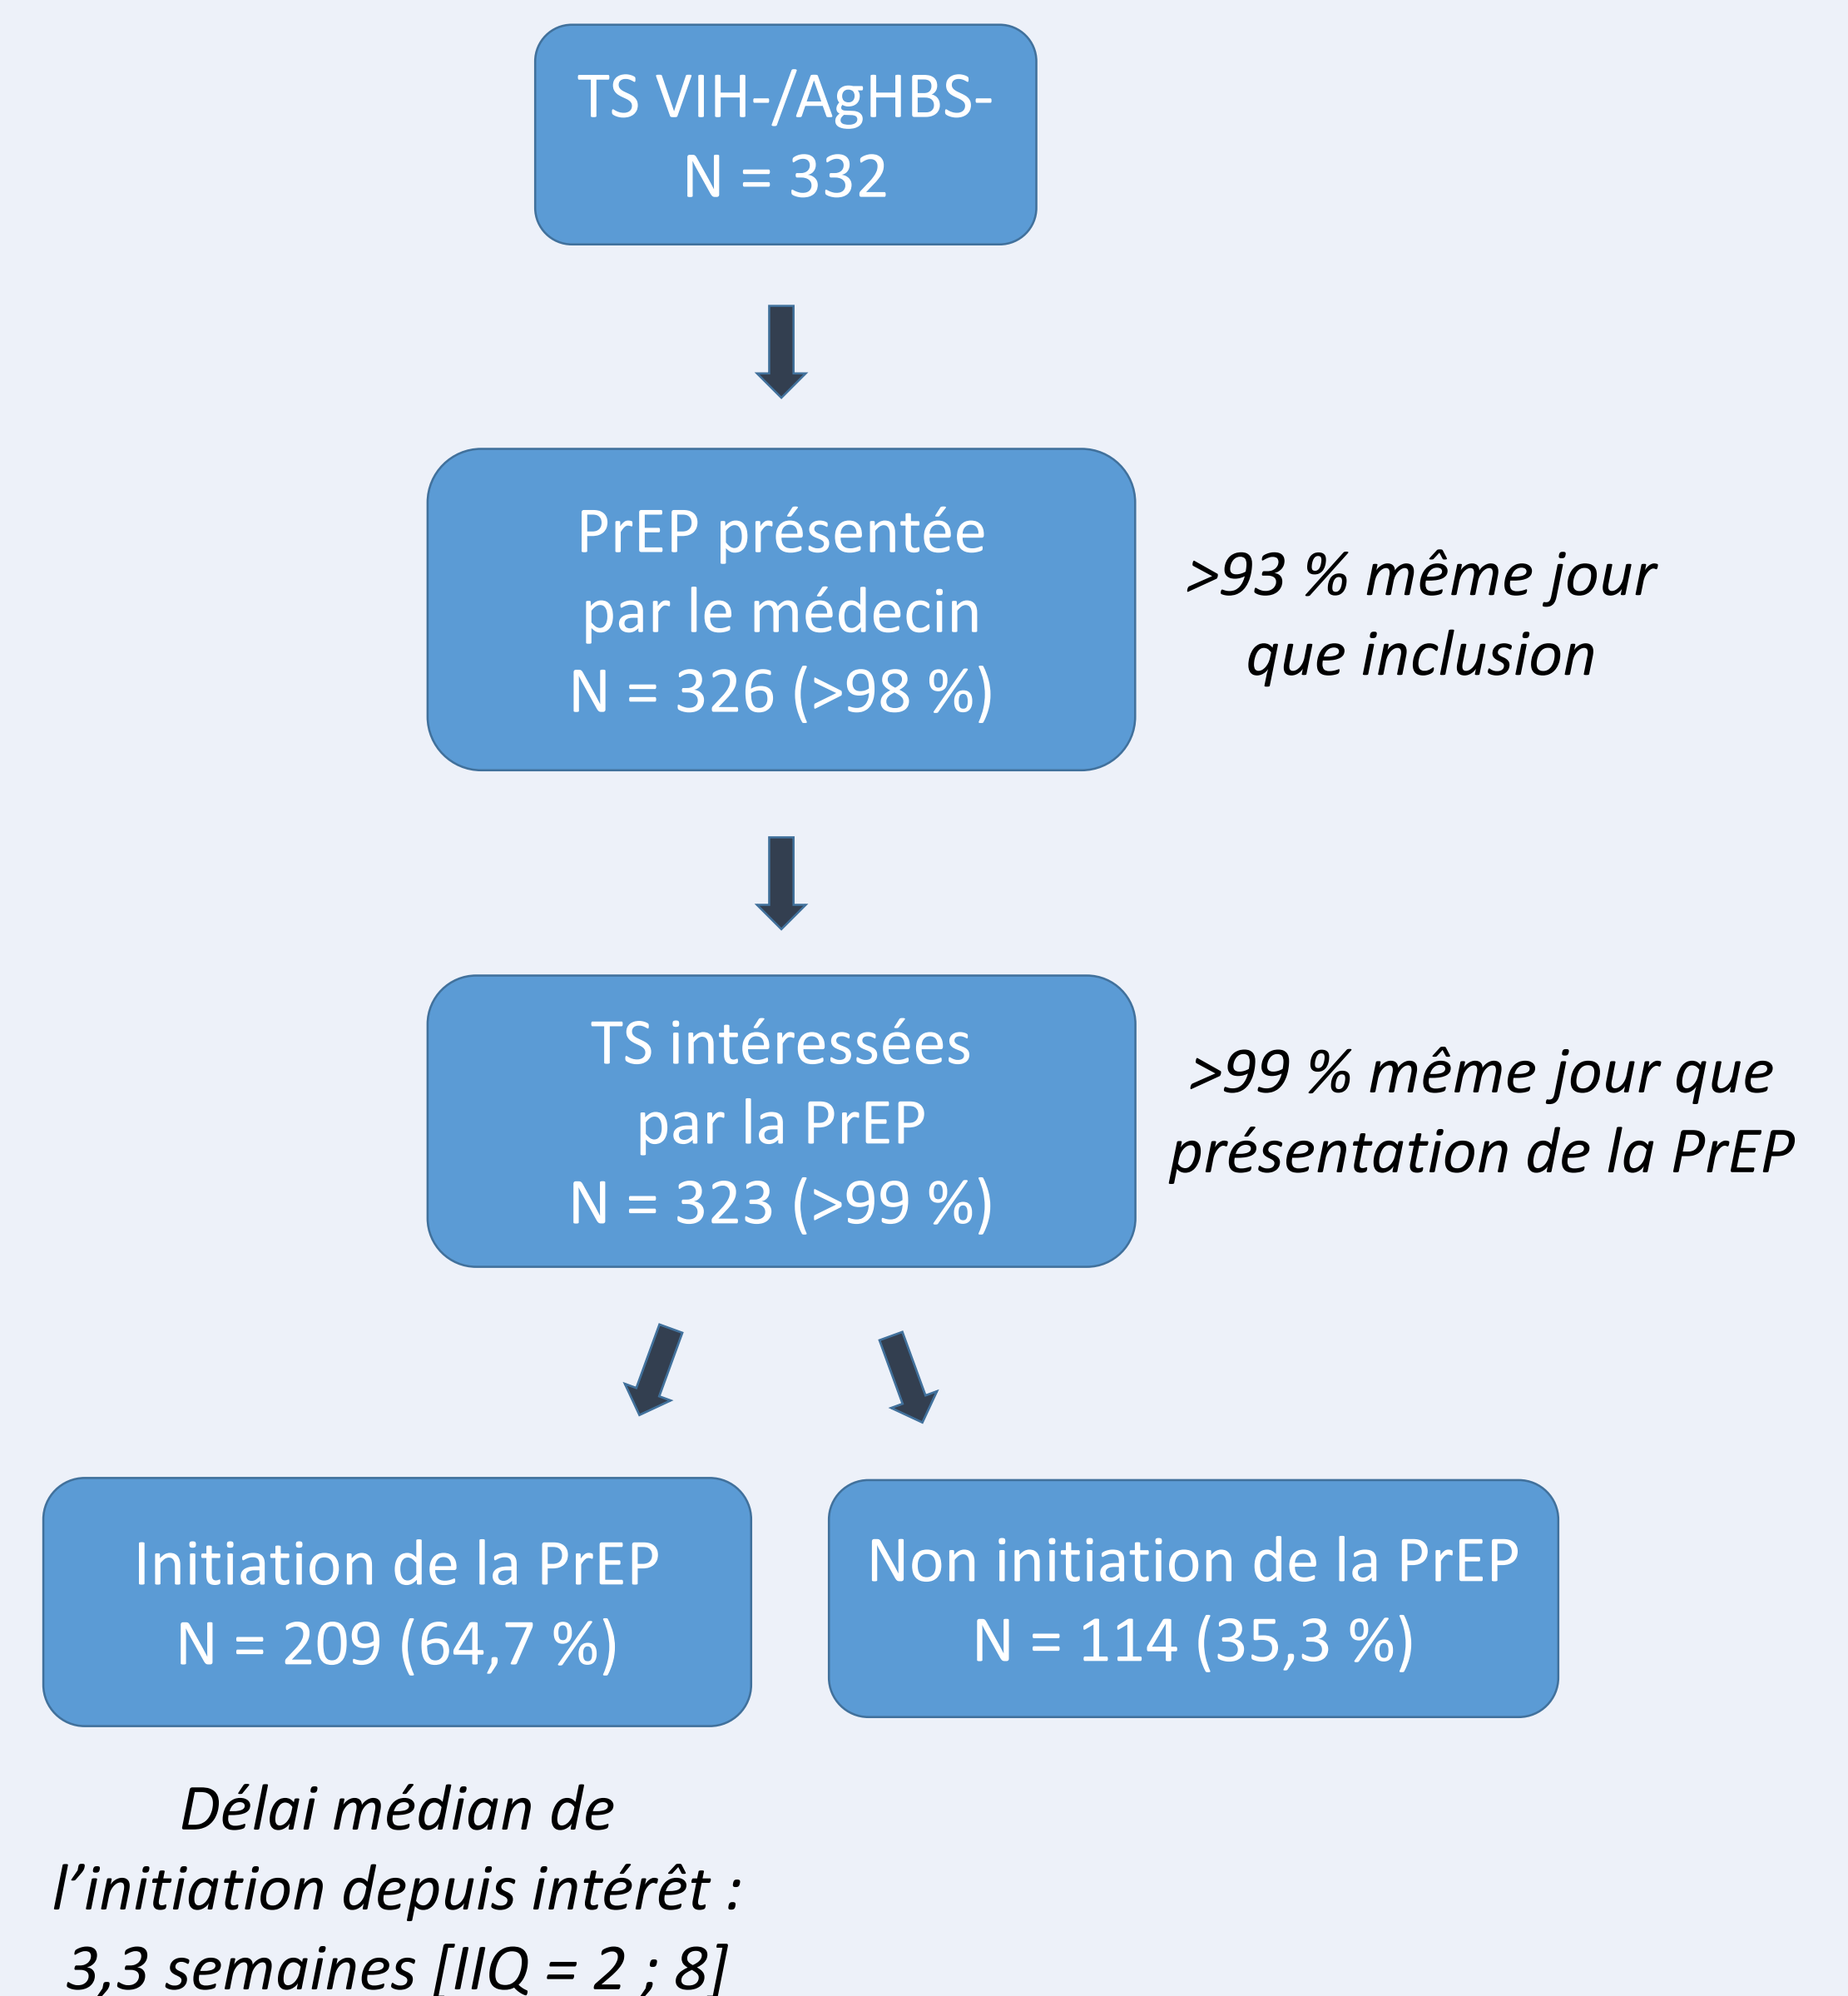 TS VIH-/AgHBS-
N = 332
PrEP présentée
par le médecin
N = 326 (>98 %)
>93 % même jour
que inclusion
TS intéressées
par la PrEP
N = 323 (>99 %)
>99 % même jour que
présentation de la PrEP
Initiation de la PrEP
N = 209 (64,7 %)
Non initiation de la PrEP
N = 114 (35,3 %)
Délai médian de
l’initiation depuis intérêt :
3,3 semaines [IIQ = 2 ; 8]